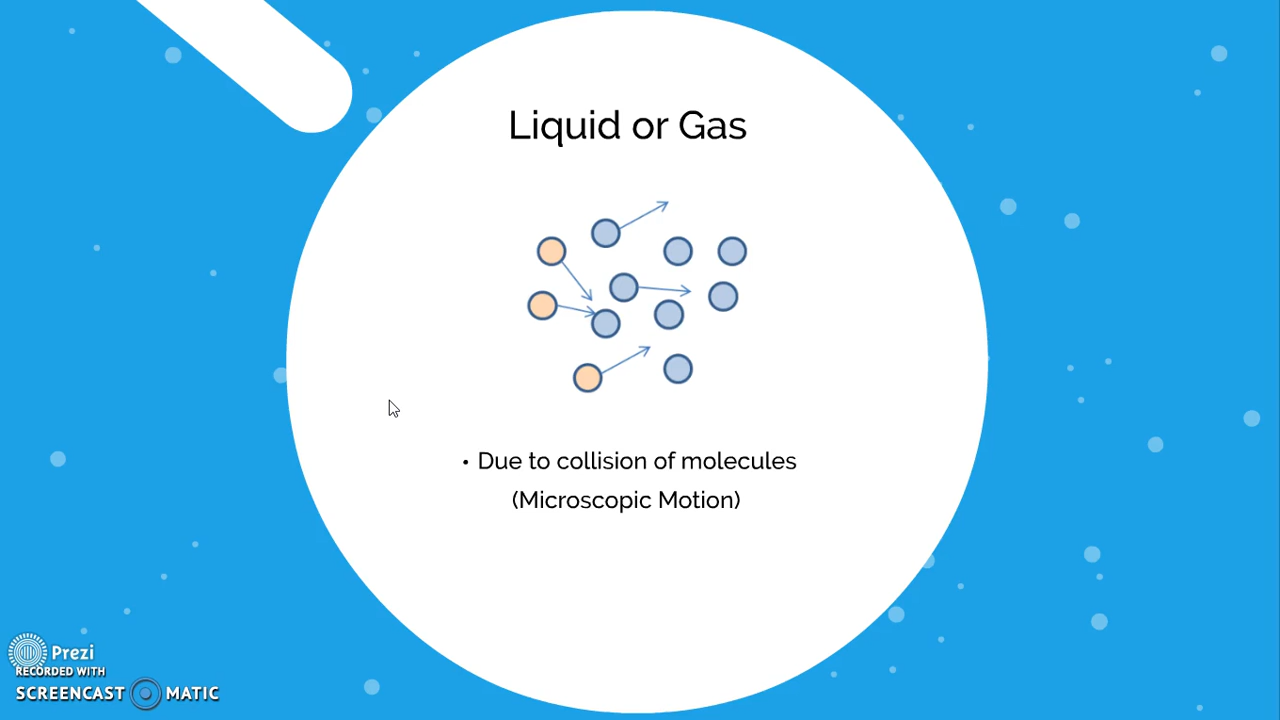 Liquid or Gas
• Due to collision of molecules
(Microscopic Motion)
Prezi
RECORDED WITH
SCREENCAST MATIC